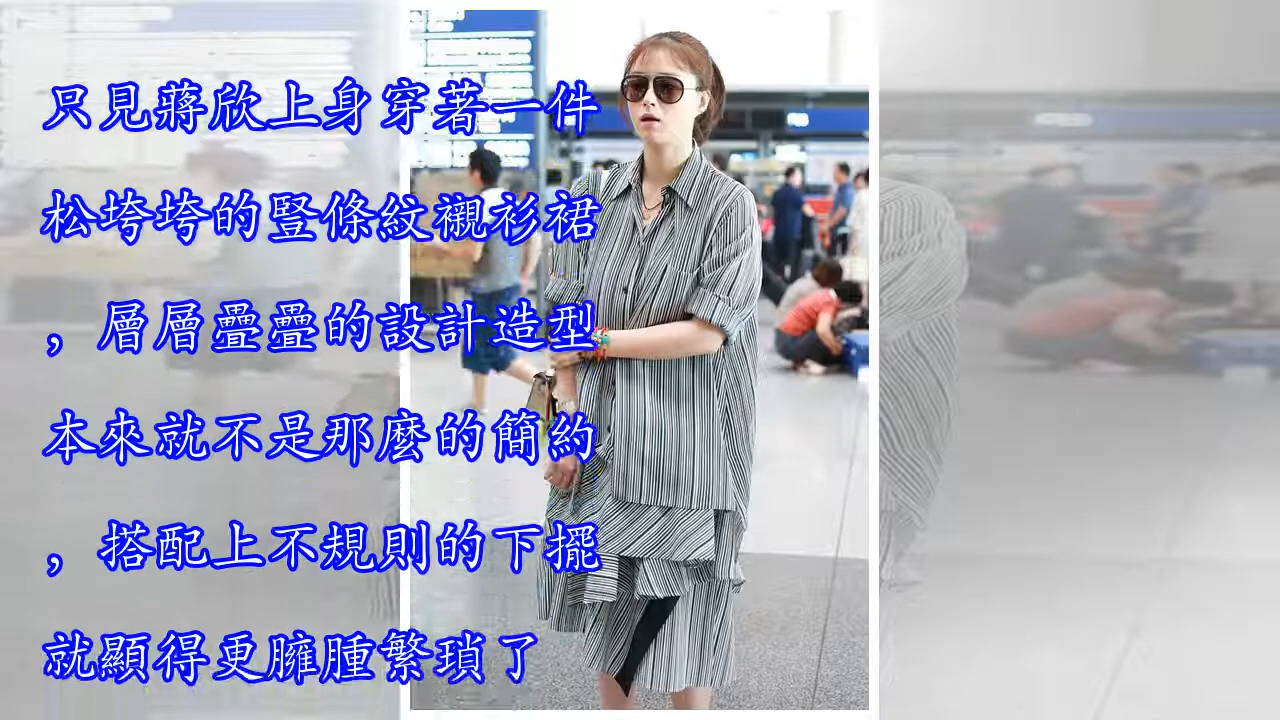 只見蔣欣上身穿著一件
松垮垮的豎條紋襯衫裙
，層層疊疊的設計造型
本來就不是那麼的簡約
，搭配上不規則的下擺
就顯得更臃腫繁瑣了